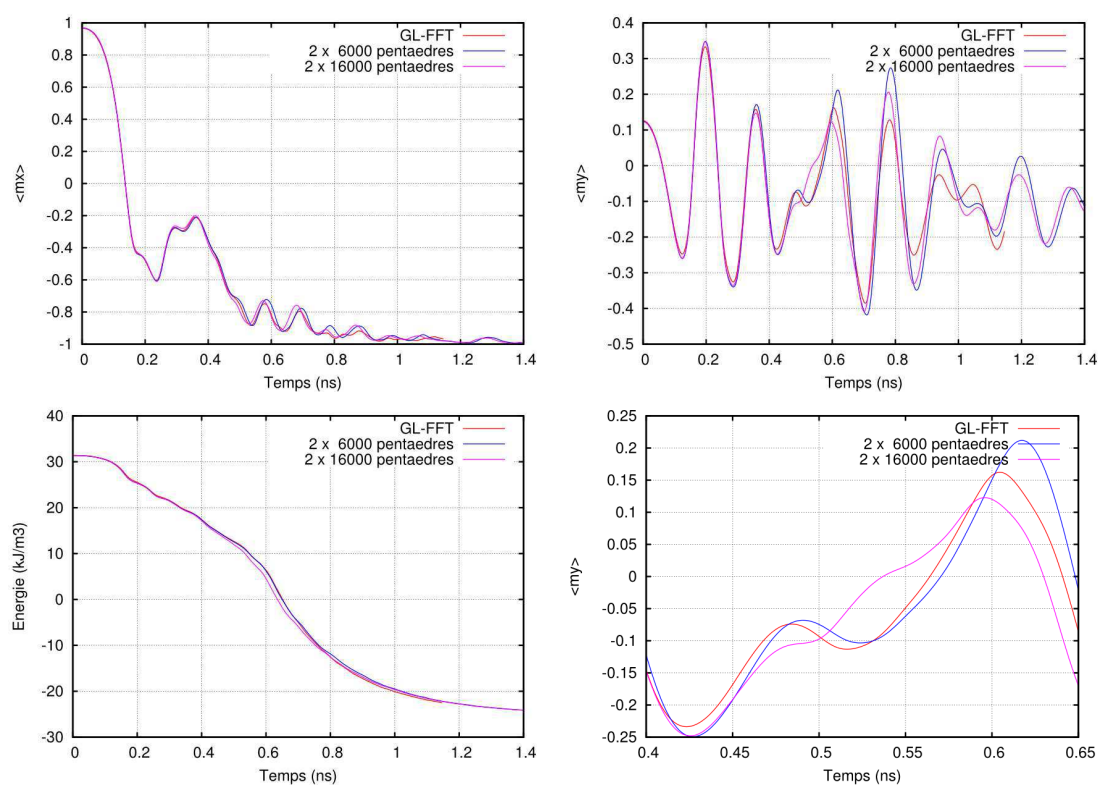 1
0.8
0.6
0.4
0.2
0
-0.2
-0.4
-0.6
-0.8
-1
<mx>
0 0.2 0.4 0.6 0.8 1 1.2 1.4
Temps (ns)
GL-FFT
2 x 6000 pentaedres
2 x 16000 pentaedres
0.4
0.3
0.2
0.1
0
-0.1
-0.2
-0.3
-0.4
-0.5
<my>
0 0.2 0.4 0.6 0.8 1 1.2 1.4
Temps (ns)
GL-FFT
2 x 6000 pentaedres
2 x 16000 pentaedres
40
30
20
10
0
-10
-20
-30
Energie (kJ/m3)
0 0.2 0.4 0.6 0.8 1 1.2 1.4
Temps (ns)
GL-FFT
2 x 6000 pentaedres
2 x 16000 pentaedres
0.25
0.2
0.15
0.1
0.05
0
-0.05
-0.1
-0.15
-0.2
-0.25
<my>
0.4 0.45 0.5 0.55 0.6 0.65
Temps (ns)
GL-FFT
2 x 6000 pentaedres
2 x 16000 pentaedres